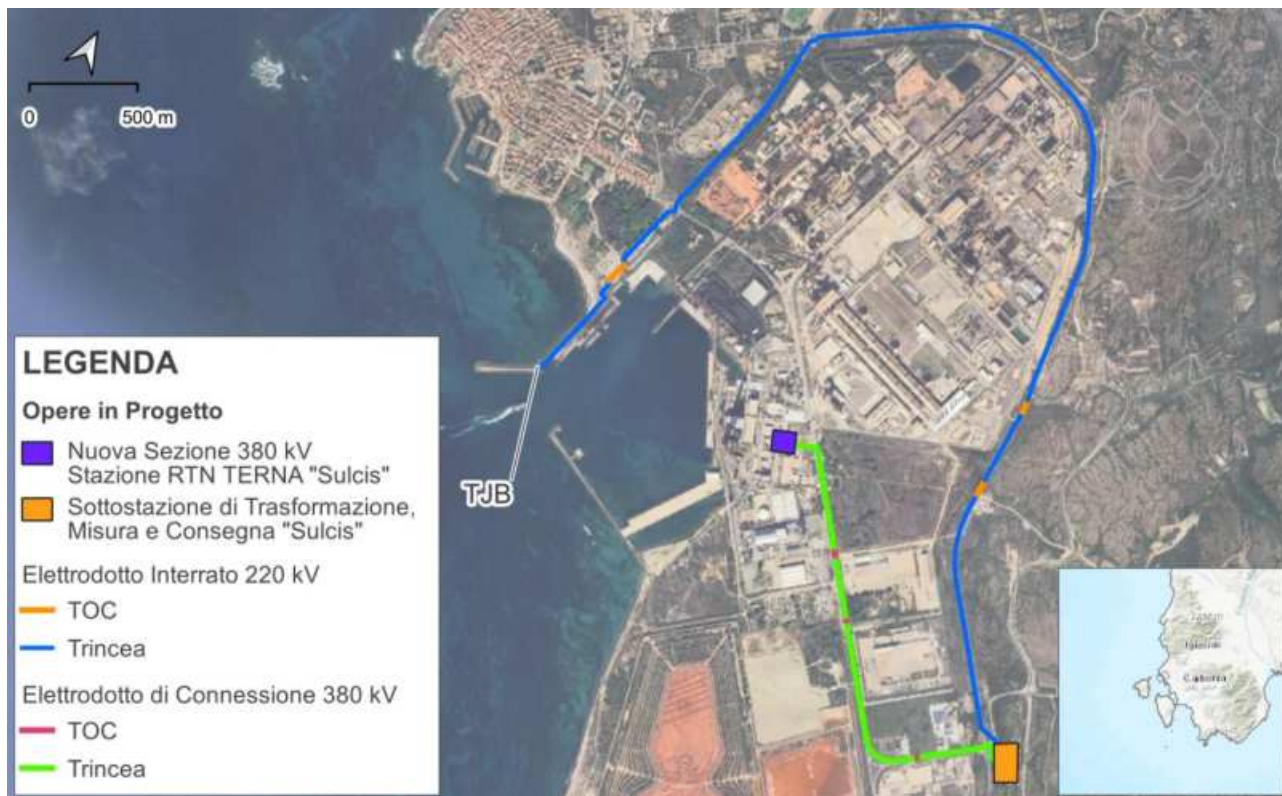 0
500 m
TJB
LEGENDA
Opere in Progetto
Nuova Sezione 380 kV
Stazione RTN TERNA "Sulcis"
Sottostazione di Trasformazione,
Misura e Consegna "Sulcis"
Elettrodotto Interrato 220 kV
TOC
Trincea
Elettrodotto di Connessione 380 kV
TOC
Trincea